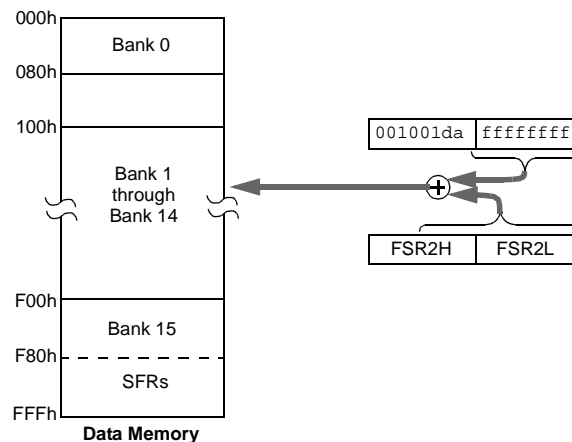 000h
Bank 0
080h
100h
001001da ffffffff
Bank 1
through
Bank 14
FSR2H FSR2L
F00h
Bank 15
F80h
SFRs
FFFh
Data Memory